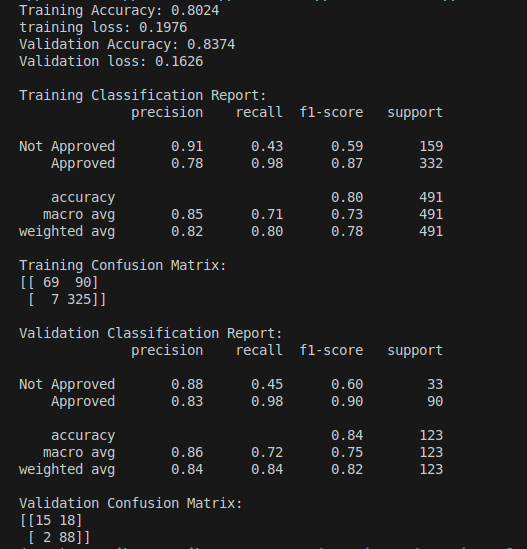 Training Accuracy: 0.8024
training loss: 0.1976
Validation Accuracy: 0.8374
Validation loss: 0.1626
Training Classification Report:
precision recall f1-score support
Not Approved 0.91 0.43 0.59 159
Approved 0.78 0.98 0.87 332
accuracy 0.80 491
macro avg 0.85 0.71 0.73 491
weighted avg 0.82 0.80 0.78 491
Training Confusion Matrix:
[[ 69 90]
[ 7 325]]
Validation Classification Report:
precision recall f1-score support
Not Approved 0.88 0.45 0.60 33
Approved 0.83 0.98 0.90 90
accuracy 0.84 123
macro avg 0.86 0.72 0.75 123
weighted avg 0.84 0.84 0.82 123
Validation Confusion Matrix:
[[15 18]
[ 2 88]]